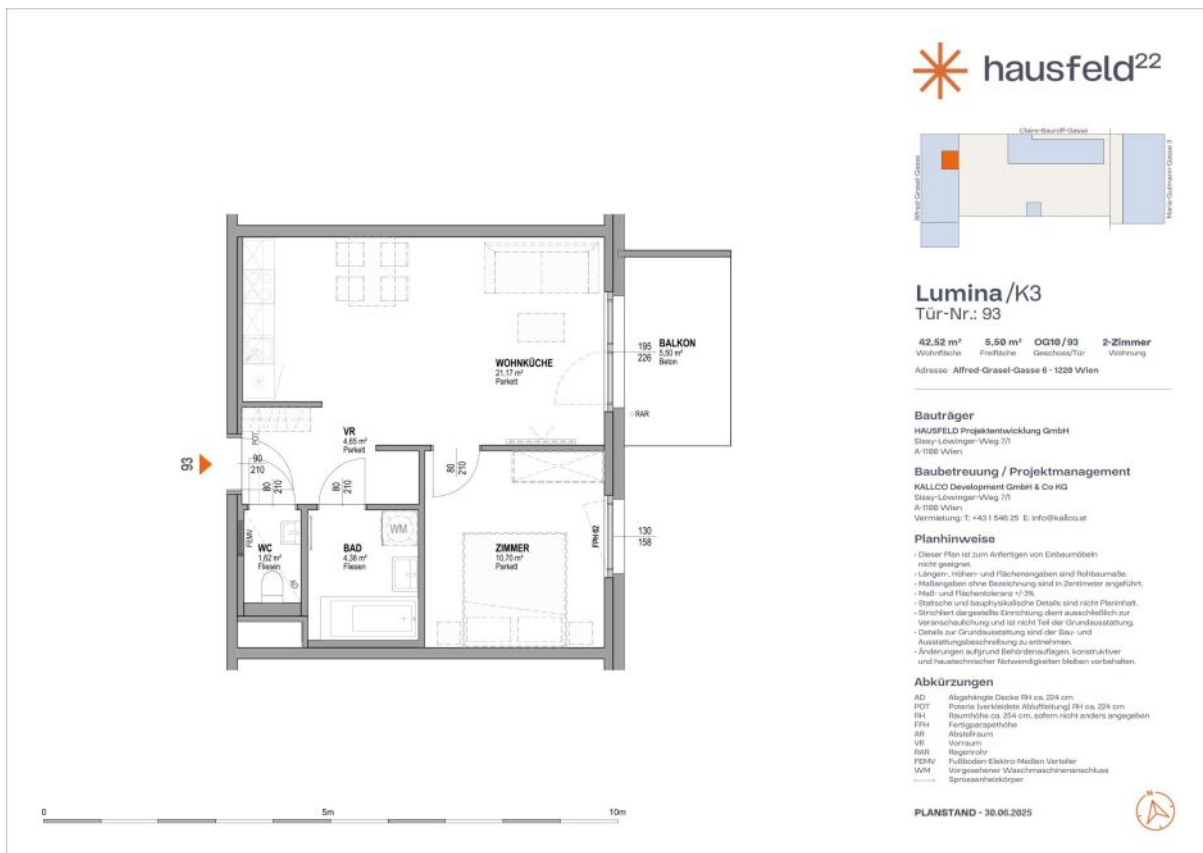 hausfeld²²
Claire-Bauroff-Gasse
Alfred-Grasel-Gasse
Maria-Gutmann-Gasse 3
Lumina/K3
Tür-Nr.: 93
42,52 m² 5,50 m² OG10/93 2-Zimmer
Wohnfläche Freifläche Geschoss/Tür Wohnung
Adresse Alfred-Grasel-Gasse 6 · 1220 Wien
Bauträger
HAUSFELD Projektentwicklung GmbH
Sissy-Löwinger-Weg 7/1
A-1100 Wien
Baubetreuung / Projektmanagement
KALLCO Development GmbH & Co KG
Sissy-Löwinger-Weg 7/1
A-1100 Wien
Vermietung: T: +43 1 546 25 E: info@kallco.at
Planhinweise
• Dieser Plan ist zum Anfertigen von Einbaumöbeln
nicht geeignet.
• Längen-, Höhen- und Flächenangaben sind Rohbaumaße.
• Maßangaben ohne Bezeichnung sind in Zentimeter angeführt.
• Maß- und Flächentoleranz +/-3%
• Statische und bauphysikalische Details sind nicht Planinhalt.
• Strichliert dargestellte Einrichtung dient ausschließlich zur
Veranschaulichung und ist nicht Teil der Grundausstattung.
• Details zur Grundausstattung sind der Bau- und
Ausstattungsbeschreibung zu entnehmen.
• Änderungen aufgrund Behördenauflagen, konstruktiver
und haustechnischer Notwendigkeiten bleiben vorbehalten.
Abkürzungen
AD Abgehängte Decke RH ca. 224 cm
POT Poterie (verkleidete Abluftleitung) RH ca. 224 cm
RH Raumhöhe ca. 254 cm, sofern nicht anders angegeben
FPH Fertigparapethöhe
AR Abstellraum
VR Vorraum
RAR Regenrohr
FEMV Fußboden-Elektro-Medien Verteiler
WM Vorgesehener Waschmaschinenanschluss
Sprossenheizkörper
PLANSTAND - 30.06.2025
N
195
226
BALKON
5,50 m²
Beton
RAR
WOHNKÜCHE
21,17 m²
Parkett
VR
4,65 m²
Parkett
POT
93
90
210
80
210
80
210
80
210
WM
FEMV
WC
1,62 m²
Fliesen
BAD
4,38 m²
Fliesen
ZIMMER
10,70 m²
Parkett
FPH 62
130
158
0 5m 10m